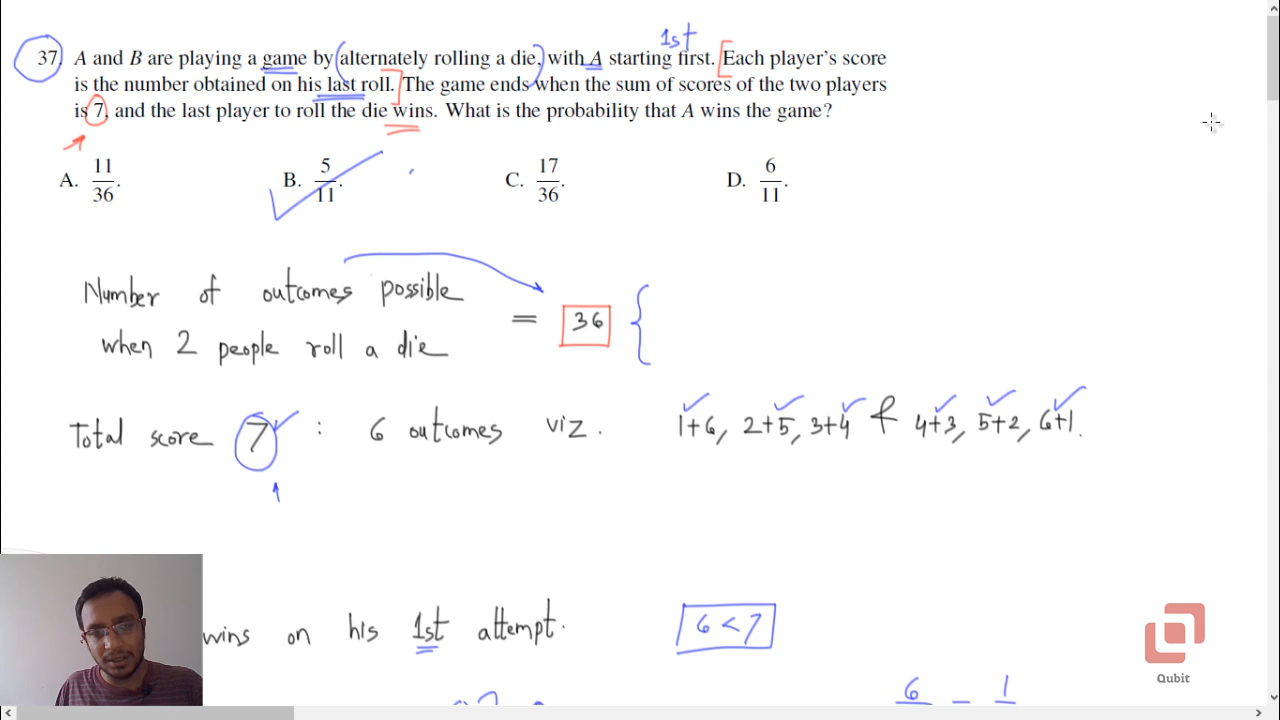 1st
37. A and B are playing a game by (alternately rolling a die,) with A starting first. [Each player's score
is the number obtained on his last roll.] The game ends when the sum of scores of the two players
is 7, and the last player to roll the die wins. What is the probability that A wins the game?
A. 11/36. B. 5/11. C. 17/36. D. 6/11.
Number of outcomes possible
when 2 people roll a die = 36 {
Total score 7 : 6 outcomes viz. 1+6, 2+5, 3+4 & 4+3, 5+2, 6+1.
wins on his 1st attempt. 6 < 7
6 = 1
Qubit